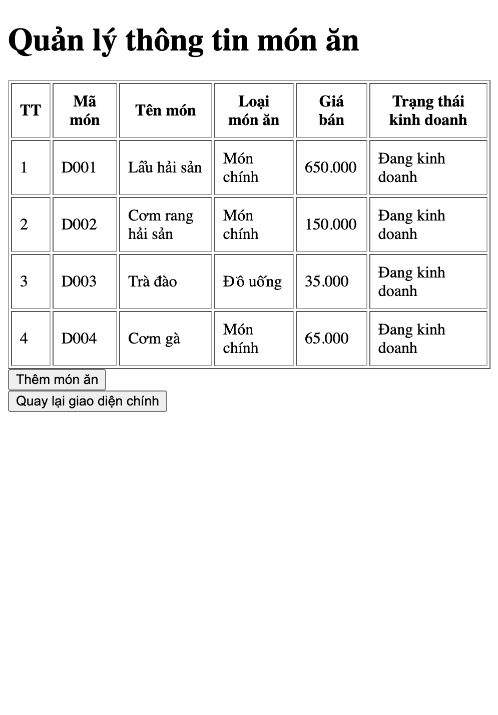 Quản lý thông tin món ăn
TT Mã món Tên món Loại món ăn Giá bán Trạng thái kinh doanh
1 D001 Lẩu hải sản Món chính 650.000 Đang kinh doanh
2 D002 Cơm rang hải sản Món chính 150.000 Đang kinh doanh
3 D003 Trà đào Đồ uống 35.000 Đang kinh doanh
4 D004 Cơm gà Món chính 65.000 Đang kinh doanh
Thêm món ăn
Quay lại giao diện chính